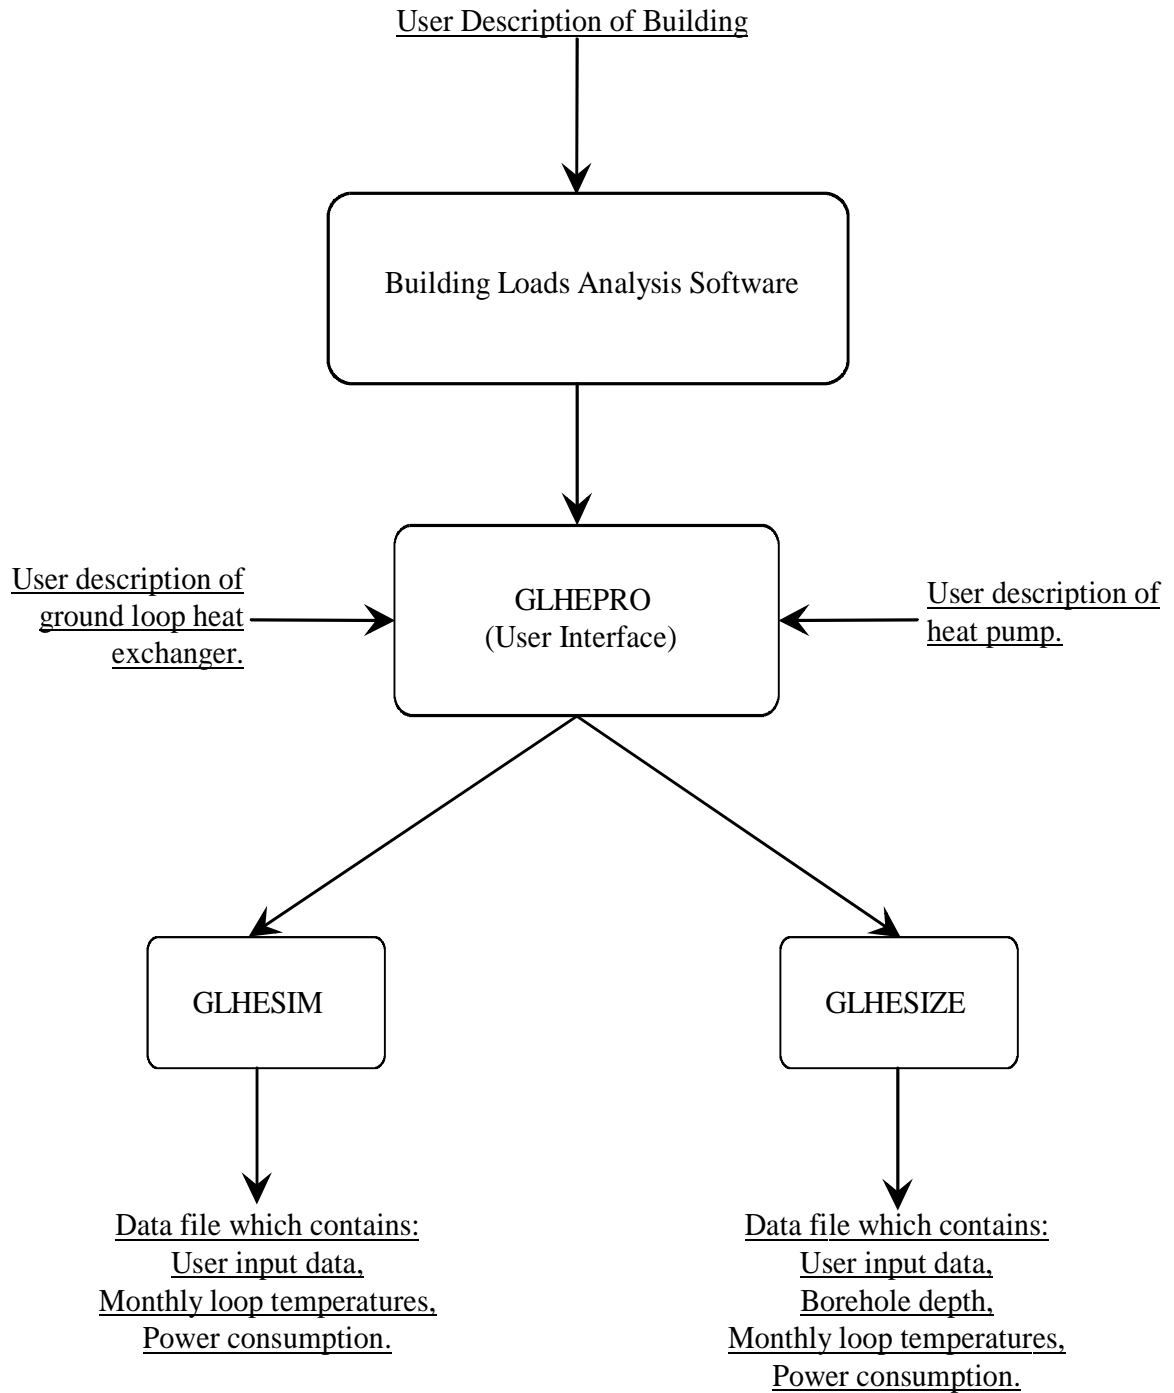 User Description of Building
Building Loads Analysis Software
User description of
ground loop heat
exchanger.
GLHEPRO
(User Interface)
User description of
heat pump.
GLHESIM
GLHESIZE
Data file which contains:
User input data,
Monthly loop temperatures,
Power consumption.
Data file which contains:
User input data,
Borehole depth,
Monthly loop temperatures,
Power consumption.